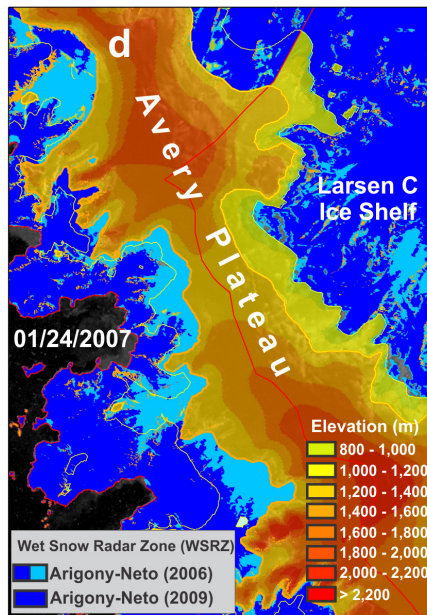 d
Avery Plateau
Larsen C
Ice Shelf
01/24/2007
Elevation (m)
800 - 1,000
1,000 - 1,200
1,200 - 1,400
1,400 - 1,600
1,600 - 1,800
1,800 - 2,000
2,000 - 2,200
> 2,200
Wet Snow Radar Zone (WSRZ)
Arigony-Neto (2006)
Arigony-Neto (2009)